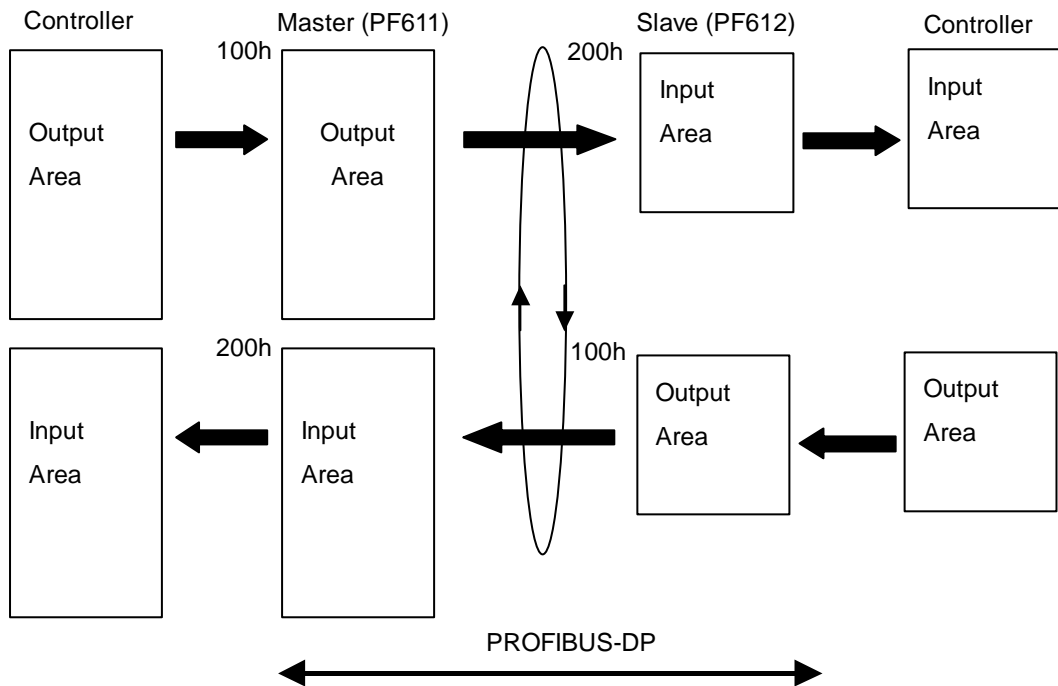 Controller
Master (PF611)
Slave (PF612)
Controller
100h
200h
Output
Area
Output
Area
Input
Area
Input
Area
200h
100h
Input
Area
Input
Area
Output
Area
Output
Area
PROFIBUS-DP